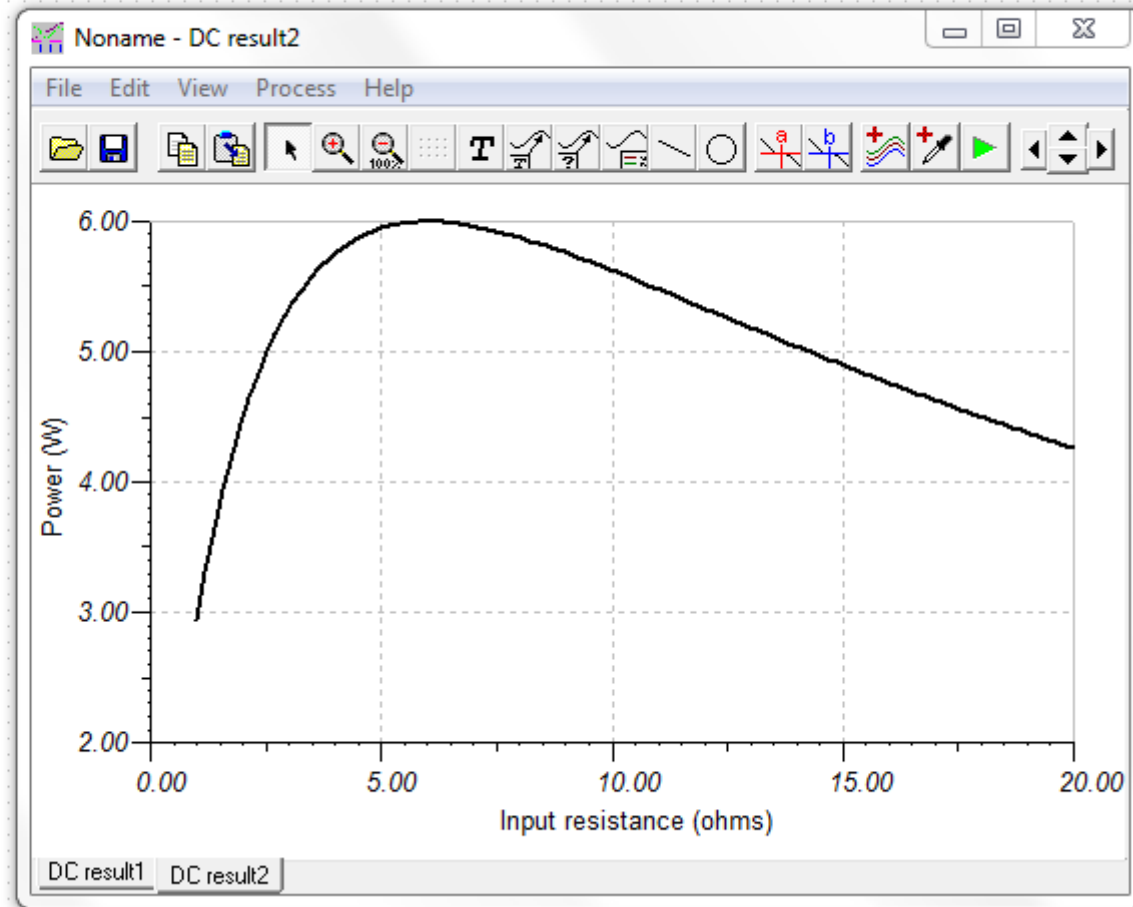 Noname - DC result2
File Edit View Process Help
100% T T ? a b
6.00
5.00
4.00
3.00
2.00
Power (W)
0.00 5.00 10.00 15.00 20.00
Input resistance (ohms)
DC result1 DC result2